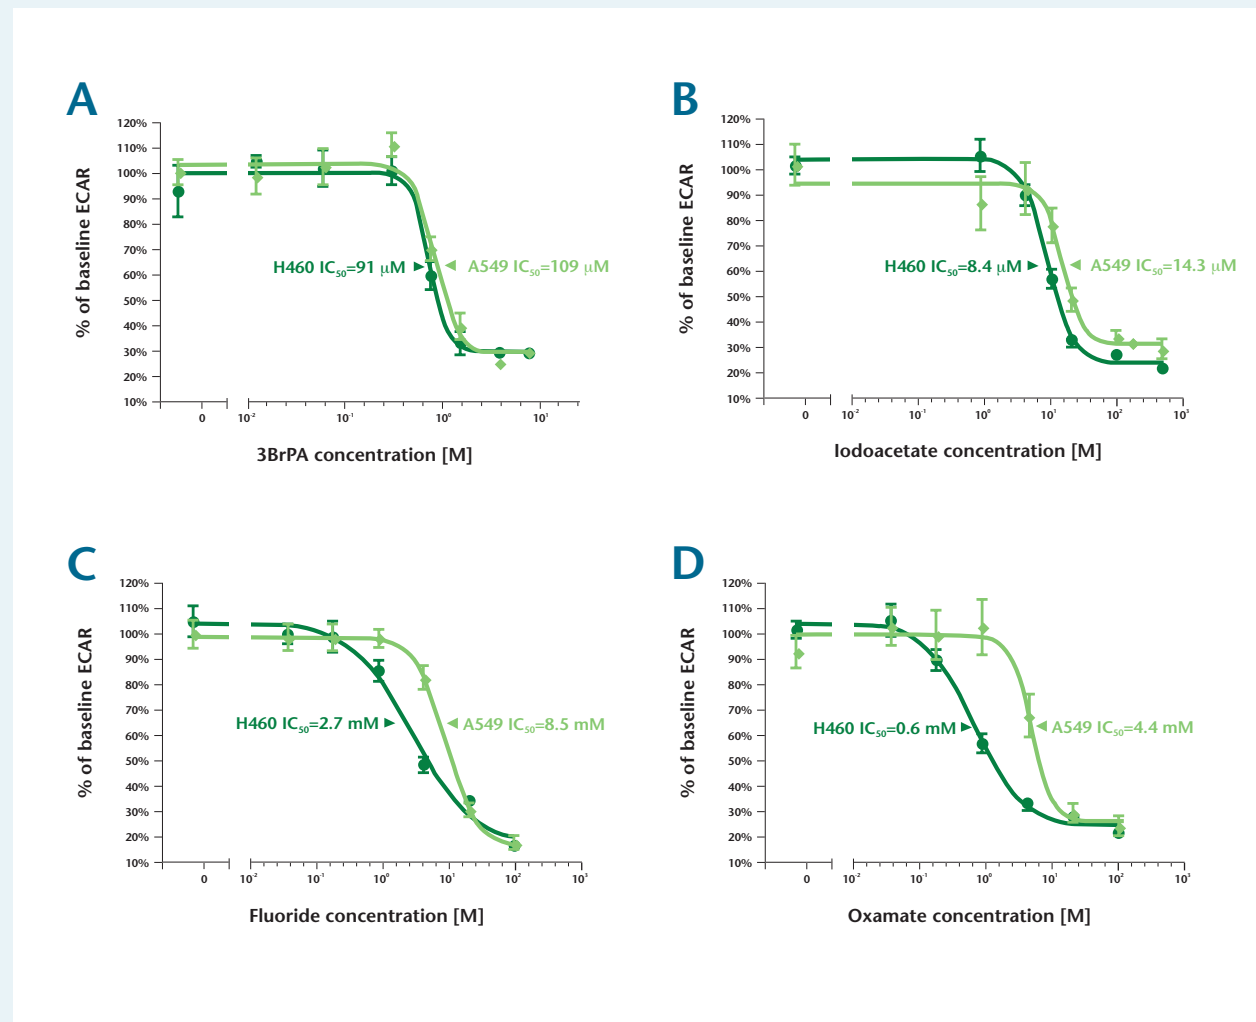 A
120%
110%
100%
90%
80%
70%
60%
50%
40%
30%
20%
10%
% of baseline ECAR
H460 IC₅₀=91 μM
A549 IC₅₀=109 μM
0 10⁻² 10⁻¹ 10⁰ 10¹
3BrPA concentration [M]
B
120%
110%
100%
90%
80%
70%
60%
50%
40%
30%
20%
10%
% of baseline ECAR
H460 IC₅₀=8.4 μM
A549 IC₅₀=14.3 μM
0 10⁻² 10⁻¹ 10⁰ 10¹ 10² 10³
Iodoacetate concentration [M]
C
120%
110%
100%
90%
80%
70%
60%
50%
40%
30%
20%
10%
% of baseline ECAR
H460 IC₅₀=2.7 mM
A549 IC₅₀=8.5 mM
0 10⁻² 10⁻¹ 10⁰ 10¹ 10² 10³
Fluoride concentration [M]
D
120%
110%
100%
90%
80%
70%
60%
50%
40%
30%
20%
10%
% of baseline ECAR
H460 IC₅₀=0.6 mM
A549 IC₅₀=4.4 mM
0 10⁻² 10⁻¹ 10⁰ 10¹ 10² 10³
Oxamate concentration [M]